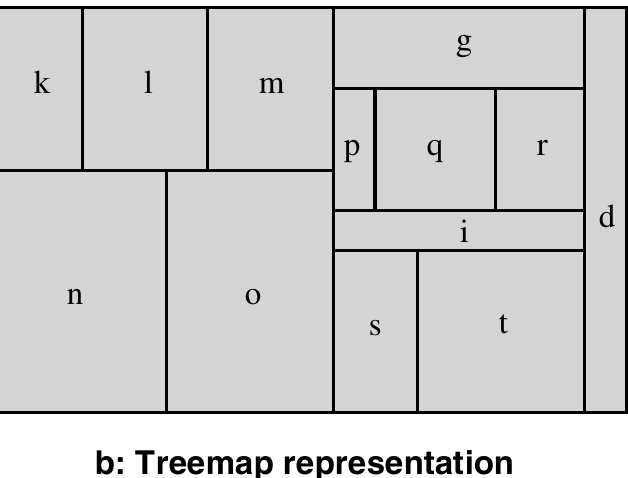 g
k l m
p q r
d
i
n o
s t
b: Treemap representation